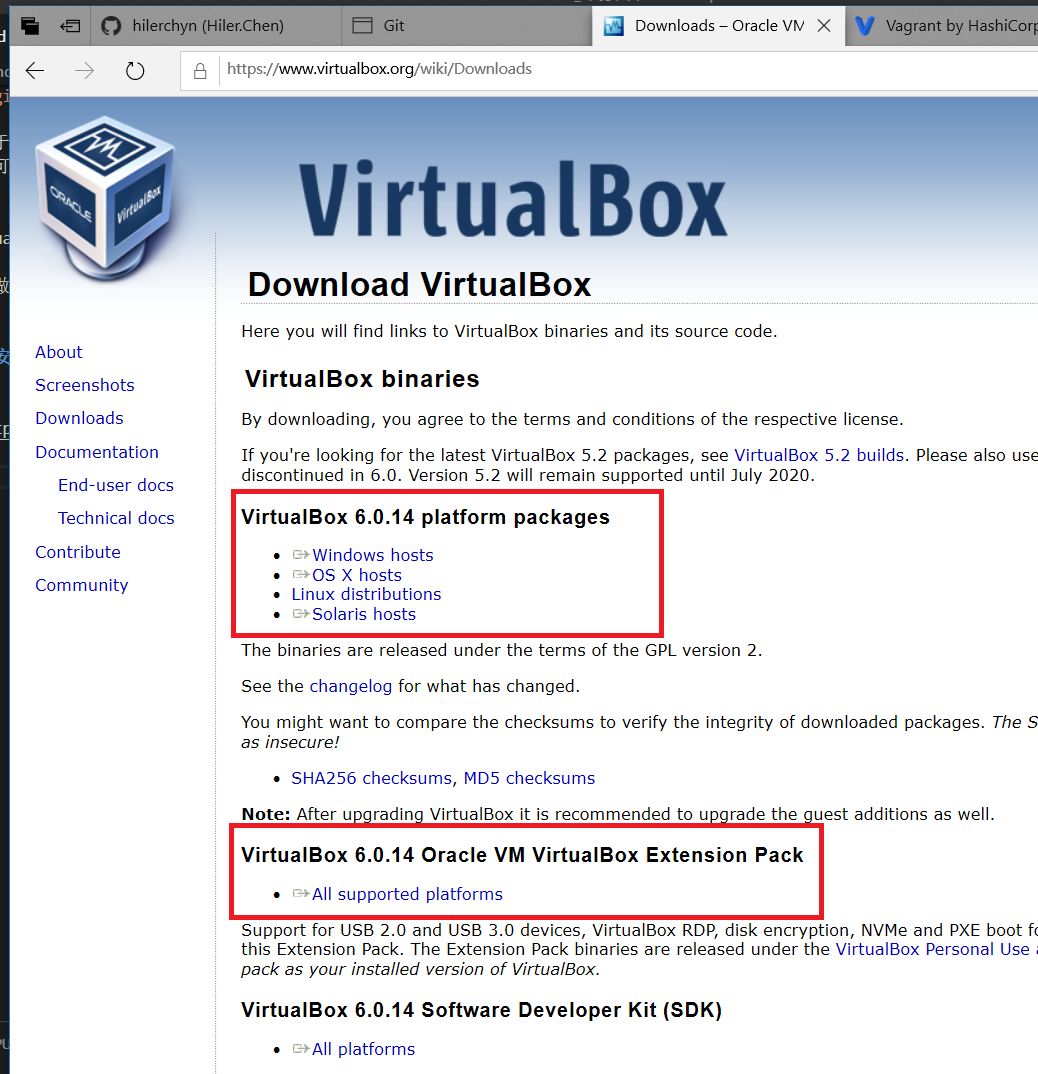 hilerchyn (Hiler.Chen)
Git
Downloads – Oracle VM
Vagrant by HashiCorp
https://www.virtualbox.org/wiki/Downloads
ORACLE
VirtualBox
VirtualBox
Download VirtualBox
Here you will find links to VirtualBox binaries and its source code.
About
Screenshots
Downloads
Documentation
End-user docs
Technical docs
Contribute
Community
VirtualBox binaries
By downloading, you agree to the terms and conditions of the respective license.
If you're looking for the latest VirtualBox 5.2 packages, see VirtualBox 5.2 builds. Please also use
discontinued in 6.0. Version 5.2 will remain supported until July 2020.
VirtualBox 6.0.14 platform packages
Windows hosts
OS X hosts
Linux distributions
Solaris hosts
The binaries are released under the terms of the GPL version 2.
See the changelog for what has changed.
You might want to compare the checksums to verify the integrity of downloaded packages. The S
as insecure!
SHA256 checksums, MD5 checksums
Note: After upgrading VirtualBox it is recommended to upgrade the guest additions as well.
VirtualBox 6.0.14 Oracle VM VirtualBox Extension Pack
All supported platforms
Support for USB 2.0 and USB 3.0 devices, VirtualBox RDP, disk encryption, NVMe and PXE boot fo
this Extension Pack. The Extension Pack binaries are released under the VirtualBox Personal Use
pack as your installed version of VirtualBox.
VirtualBox 6.0.14 Software Developer Kit (SDK)
All platforms